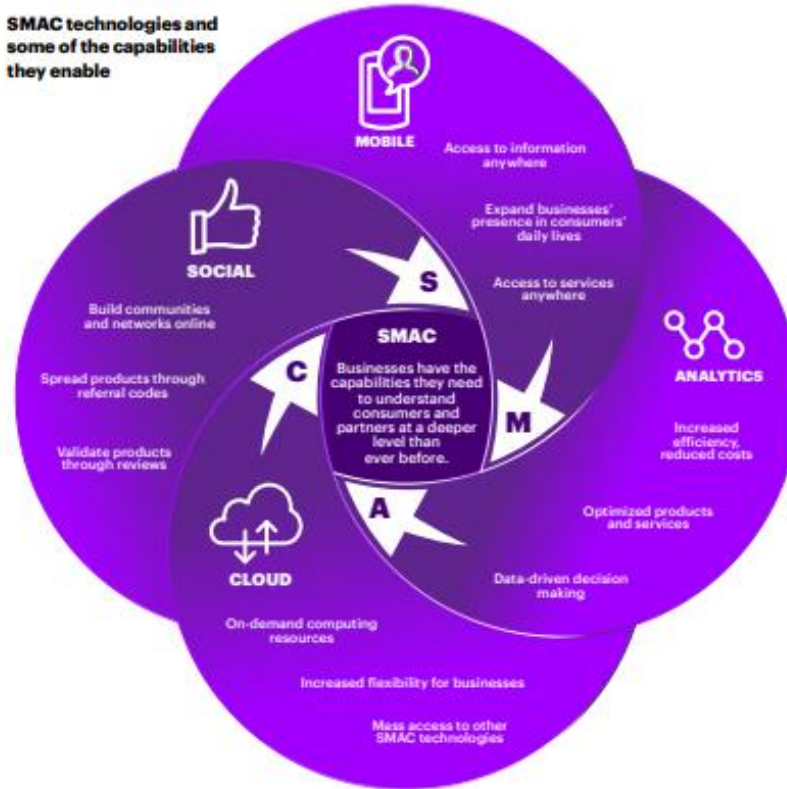 SMAC technologies and
some of the capabilities
they enable
MOBILE
Access to information
anywhere
Expand businesses'
presence in consumers'
daily lives
Access to services
anywhere
SOCIAL
Build communities
and networks online
Spread products through
referral codes
Validate products
through reviews
S
C
M
A
SMAC
Businesses have the
capabilities they need
to understand
consumers and
partners at a deeper
level than
ever before.
ANALYTICS
Increased
efficiency,
reduced costs
Optimized products
and services
Data-driven decision
making
CLOUD
On-demand computing
resources
Increased flexibility for businesses
Mass access to other
SMAC technologies